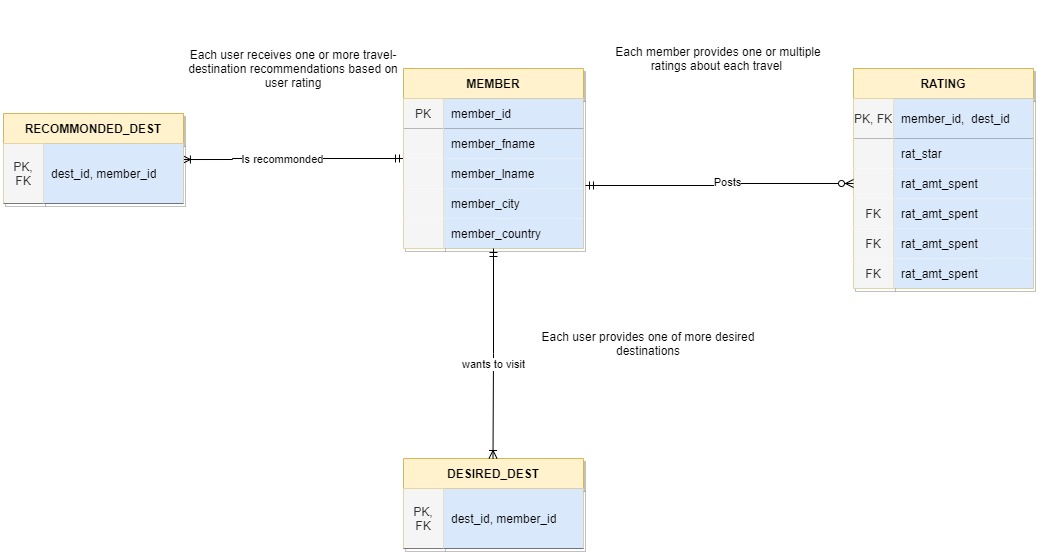 Each user receives one or more travel-
destination recommendations based on
user rating
Each member provides one or multiple
ratings about each travel
RECOMMONDED_DEST
PK,
FK
dest_id, member_id
Is recommonded
MEMBER
PK member_id
member_fname
member_lname
member_city
member_country
Posts
RATING
PK, FK member_id, dest_id
rat_star
rat_amt_spent
FK rat_amt_spent
FK rat_amt_spent
FK rat_amt_spent
Each user provides one of more desired
destinations
wants to visit
DESIRED_DEST
PK,
FK
dest_id, member_id